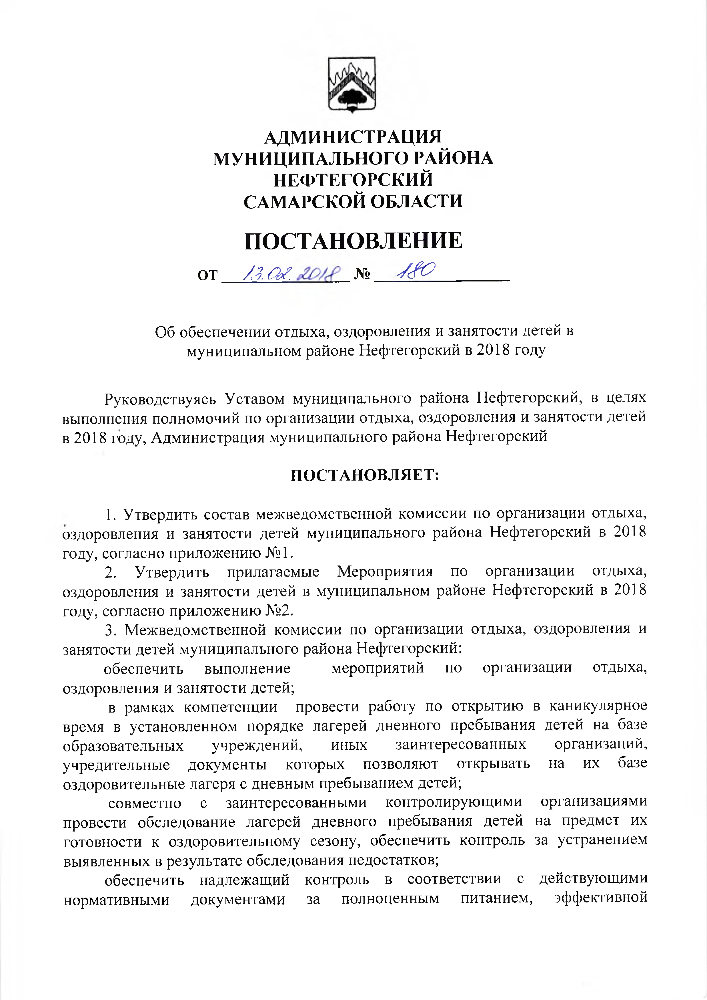 АДМИНИСТРАЦИЯ
МУНИЦИПАЛЬНОГО РАЙОНА
НЕФТЕГОРСКИЙ
САМАРСКОЙ ОБЛАСТИ
ПОСТАНОВЛЕНИЕ
от 13.02.2018 № 180
Об обеспечении отдыха, оздоровления и занятости детей в
муниципальном районе Нефтегорский в 2018 году
Руководствуясь Уставом муниципального района Нефтегорский, в целях
выполнения полномочий по организации отдыха, оздоровления и занятости детей
в 2018 году, Администрация муниципального района Нефтегорский
ПОСТАНОВЛЯЕТ:
1. Утвердить состав межведомственной комиссии по организации отдыха,
оздоровления и занятости детей муниципального района Нефтегорский в 2018
году, согласно приложению №1.
2. Утвердить прилагаемые Мероприятия по организации отдыха,
оздоровления и занятости детей в муниципальном районе Нефтегорский в 2018
году, согласно приложению №2.
3. Межведомственной комиссии по организации отдыха, оздоровления и
занятости детей муниципального района Нефтегорский:
обеспечить выполнение мероприятий по организации отдыха,
оздоровления и занятости детей;
в рамках компетенции провести работу по открытию в каникулярное
время в установленном порядке лагерей дневного пребывания детей на базе
образовательных учреждений, иных заинтересованных организаций,
учредительные документы которых позволяют открывать на их базе
оздоровительные лагеря с дневным пребыванием детей;
совместно с заинтересованными контролирующими организациями
провести обследование лагерей дневного пребывания детей на предмет их
готовности к оздоровительному сезону, обеспечить контроль за устранением
выявленных в результате обследования недостатков;
обеспечить надлежащий контроль в соответствии с действующими
нормативными документами за полноценным питанием, эффективной